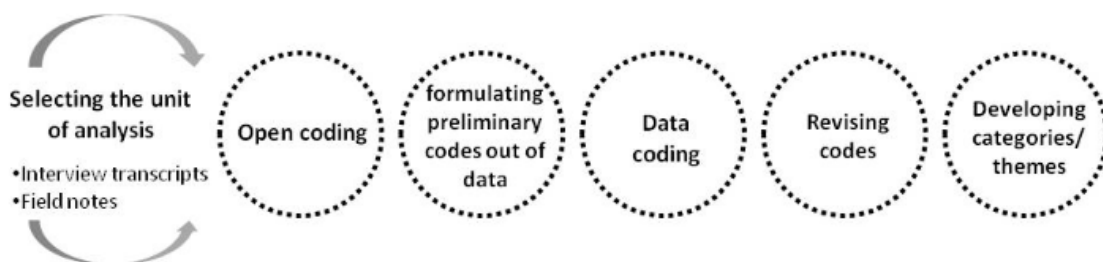 Selecting the unit
of analysis
•Interview transcripts
•Field notes
Open coding
formulating
preliminary
codes out of
data
Data
coding
Revising
codes
Developing
categories/
themes